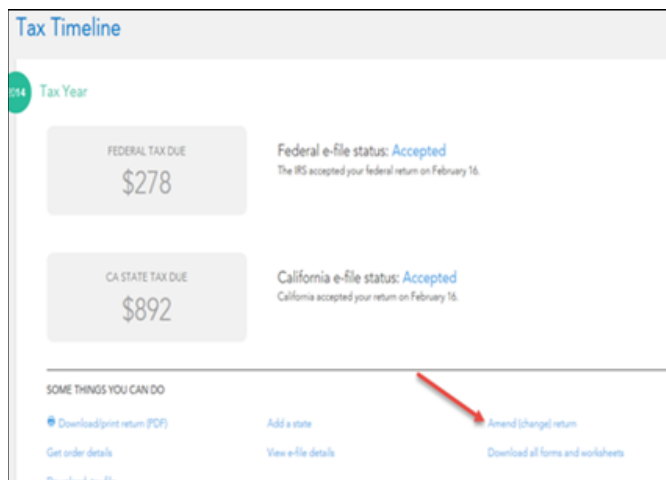 Tax Timeline
2014 Tax Year
FEDERAL TAX DUE
$278
Federal e-file status: Accepted
The IRS accepted your federal return on February 16.
CA STATE TAX DUE
$892
California e-file status: Accepted
California accepted your return on February 16.
SOME THINGS YOU CAN DO
Download/print return (PDF) Add a state Amend (change) return
Get order details View e-file details Download all forms and worksheets